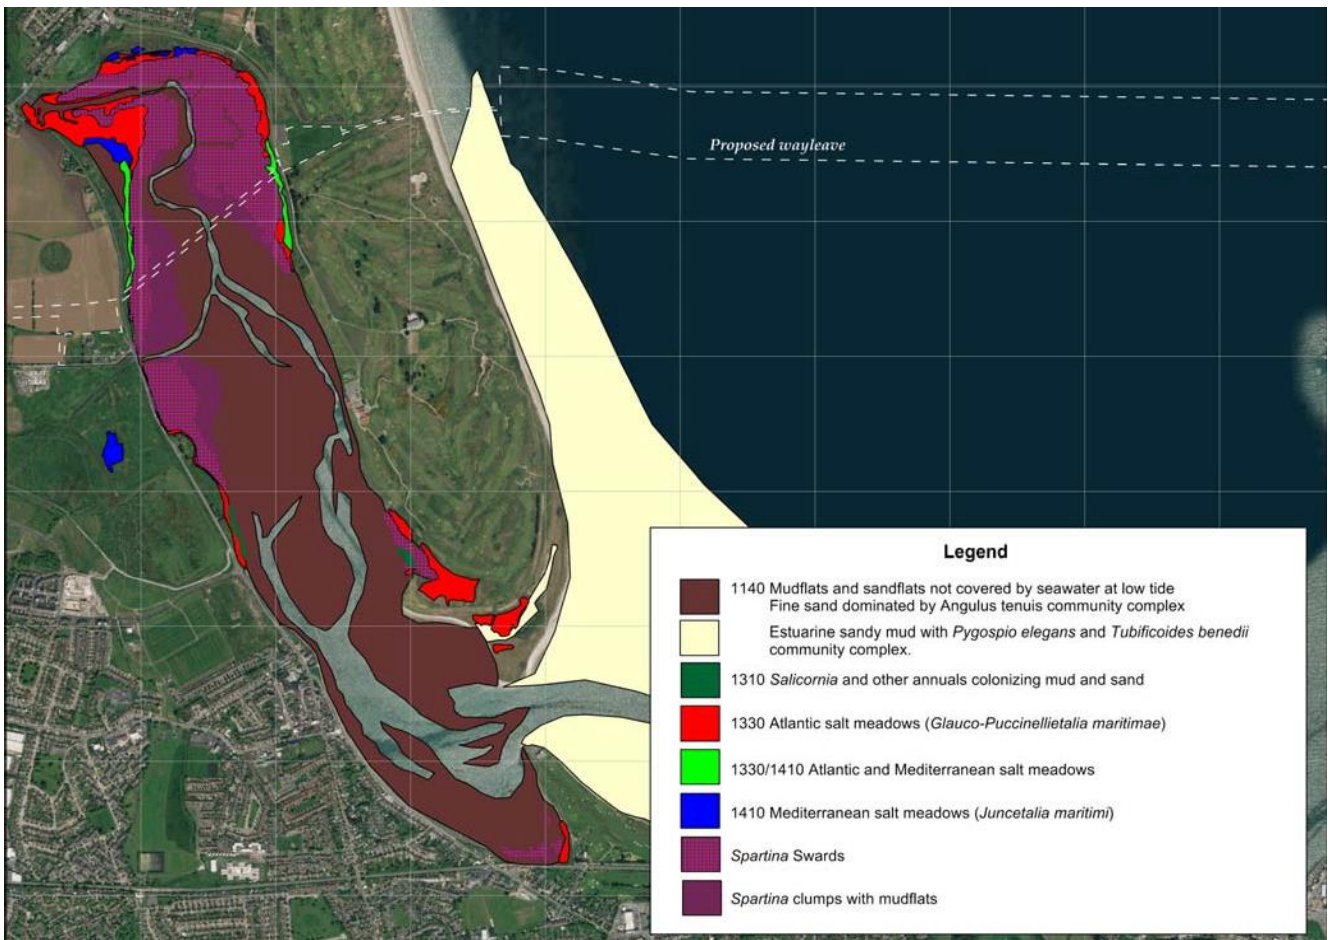 Proposed wayleave
Legend
1140 Mudflats and sandflats not covered by seawater at low tide
Fine sand dominated by Angulus tenuis community complex
Estuarine sandy mud with Pygospio elegans and Tubificoides benedii
community complex.
1310 Salicornia and other annuals colonizing mud and sand
1330 Atlantic salt meadows (Glauco-Puccinellietalia maritimae)
1330/1410 Atlantic and Mediterranean salt meadows
1410 Mediterranean salt meadows (Juncetalia maritimi)
Spartina Swards
Spartina clumps with mudflats